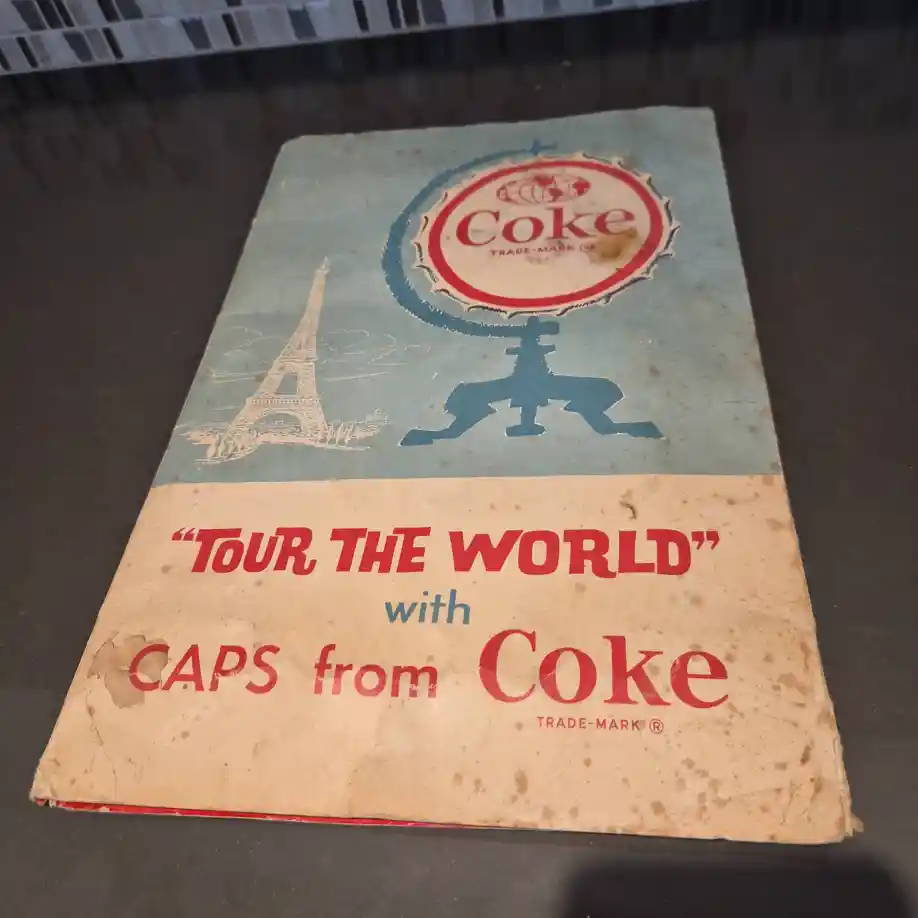 Coke
TRADE-MARK ®
"TOUR THE WORLD"
with
CAPS from Coke
TRADE-MARK ®